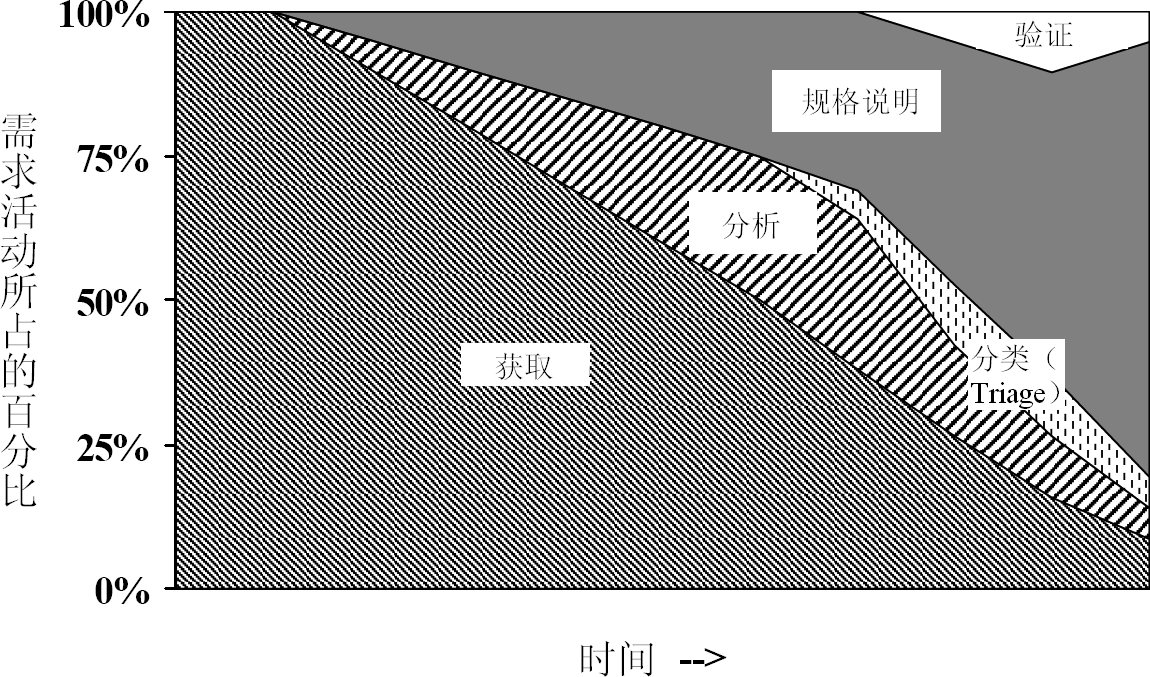 100%
验证
规格说明
75%
分析
50%
获取
分类（
Triage）
25%
0%
需求活动所占的百分比
时间 -->